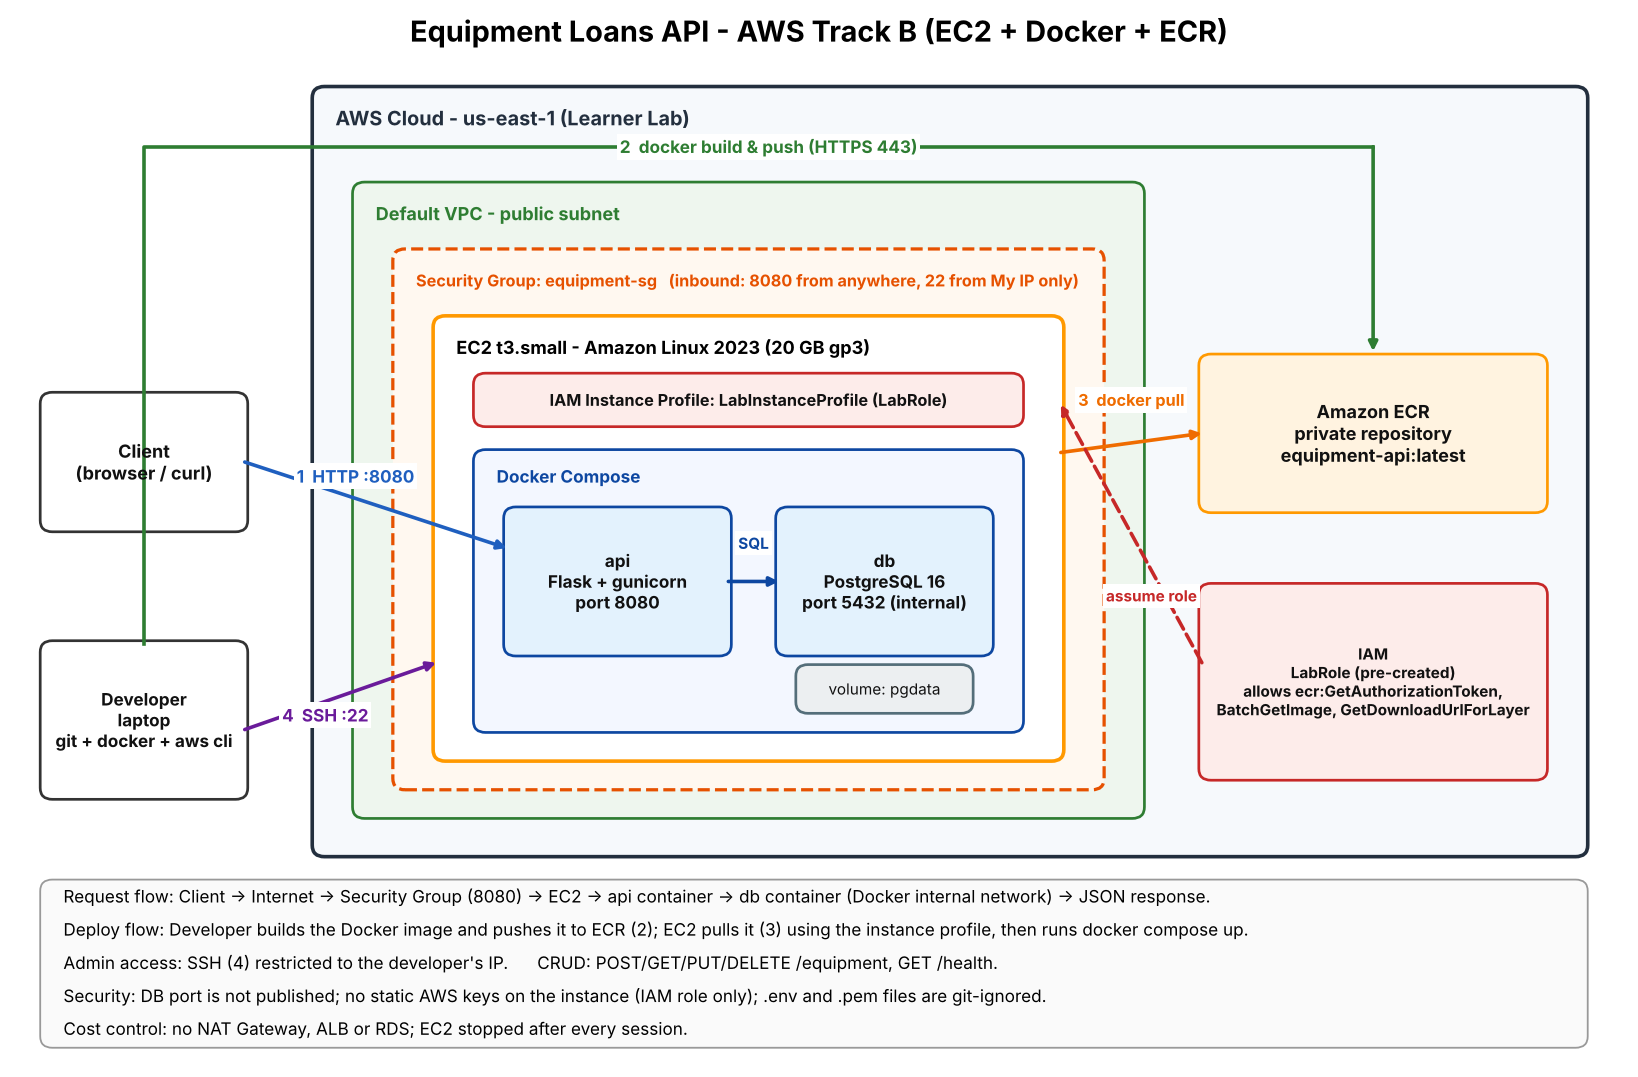 Equipment Loans API - AWS Track B (EC2 + Docker + ECR)
AWS Cloud - us-east-1 (Learner Lab)
2 docker build & push (HTTPS 443)
Default VPC - public subnet
Security Group: equipment-sg (inbound: 8080 from anywhere, 22 from My IP only)
EC2 t3.small - Amazon Linux 2023 (20 GB gp3)
IAM Instance Profile: LabInstanceProfile (LabRole)
3 docker pull
Amazon ECR
private repository
equipment-api:latest
Client
(browser / curl)
1 HTTP :8080
Docker Compose
api
Flask + gunicorn
port 8080
SQL
db
PostgreSQL 16
port 5432 (internal)
assume role
volume: pgdata
IAM
LabRole (pre-created)
allows ecr:GetAuthorizationToken,
BatchGetImage, GetDownloadUrlForLayer
Developer
laptop
git + docker + aws cli
4 SSH :22
Request flow: Client → Internet → Security Group (8080) → EC2 → api container → db container (Docker internal network) → JSON response.
Deploy flow: Developer builds the Docker image and pushes it to ECR (2); EC2 pulls it (3) using the instance profile, then runs docker compose up.
Admin access: SSH (4) restricted to the developer's IP. CRUD: POST/GET/PUT/DELETE /equipment, GET /health.
Security: DB port is not published; no static AWS keys on the instance (IAM role only); .env and .pem files are git-ignored.
Cost control: no NAT Gateway, ALB or RDS; EC2 stopped after every session.